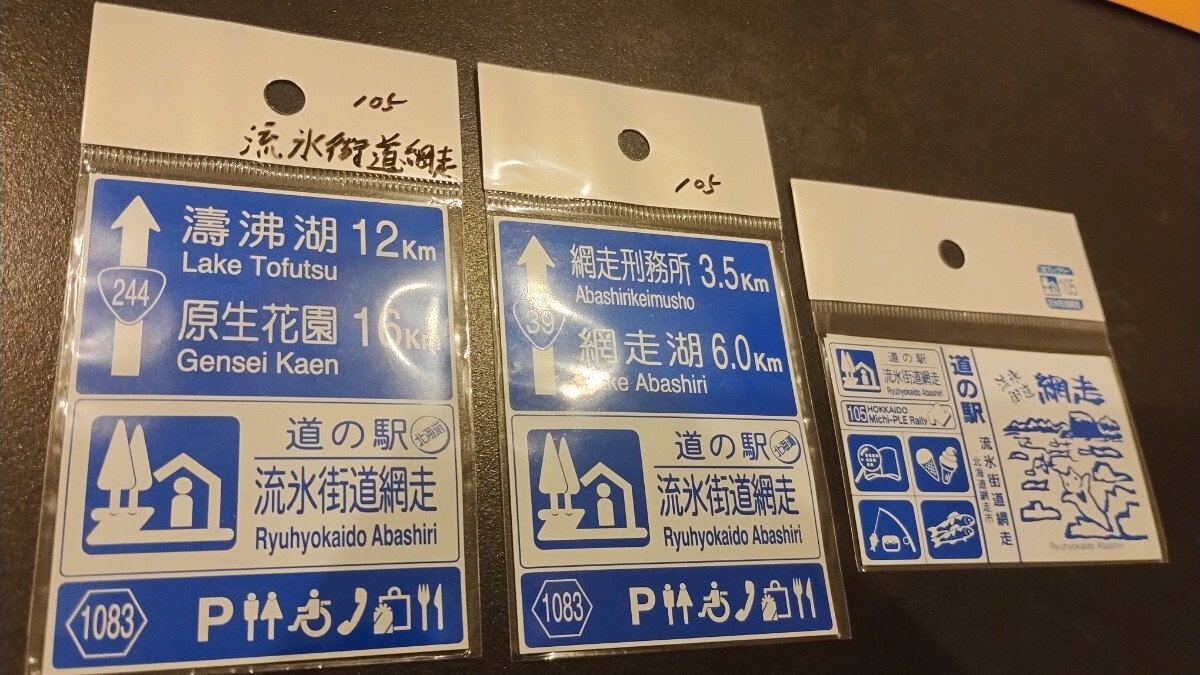 105
流氷街道網走
244
濤沸湖 12Km
Lake Tofutsu
原生花園 16Km
Gensei Kaen
道の駅 北海道
流氷街道網走
Ryuhyokaido Abashiri
1083
P
105
39
網走刑務所 3.5Km
Abashirikeimusho
網走湖 6.0Km
Lake Abashiri
道の駅 北海道
流氷街道網走
Ryuhyokaido Abashiri
1083
P
105
道の駅
流氷街道網走
Ryuhyokaido Abashiri
105 HOKKAIDO
Michi-PLE Rally
道の駅
流氷街道網走
北海道網走市
流氷街道 網走
Ryuhyokaido Abashiri